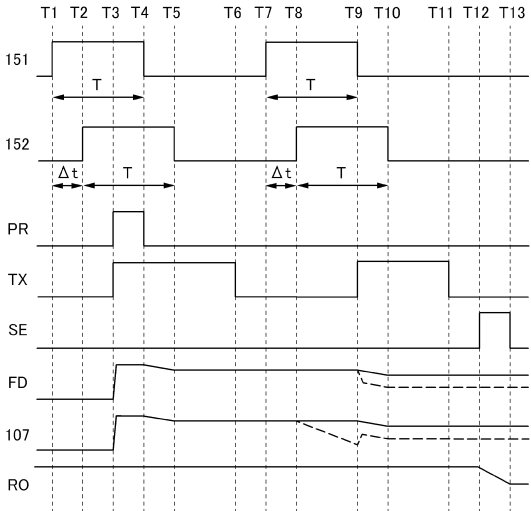 T1 T2 T3 T4 T5 T6 T7 T8 T9 T10 T11 T12 T13
151
T T
152
Δt T Δt T
PR
TX
SE
FD
107
RO